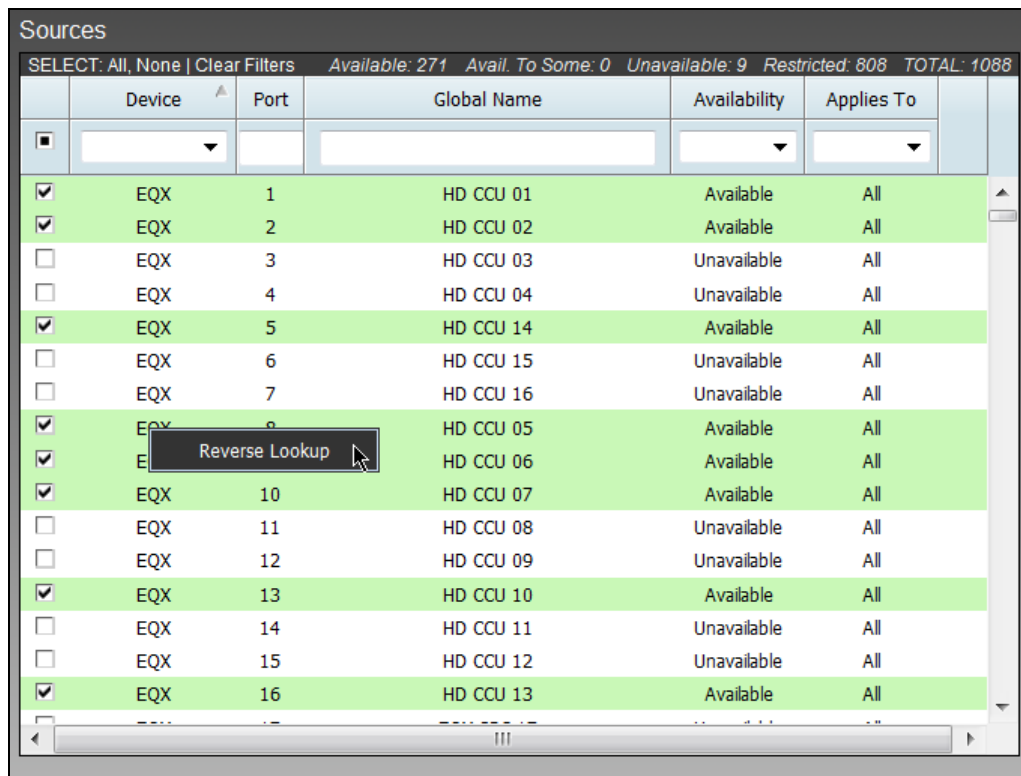 Sources
SELECT: All, None | Clear Filters Available: 271 Avail. To Some: 0 Unavailable: 9 Restricted: 808 TOTAL: 1088
Device Port Global Name Availability Applies To
EQX 1 HD CCU 01 Available All
EQX 2 HD CCU 02 Available All
EQX 3 HD CCU 03 Unavailable All
EQX 4 HD CCU 04 Unavailable All
EQX 5 HD CCU 14 Available All
EQX 6 HD CCU 15 Unavailable All
EQX 7 HD CCU 16 Unavailable All
HD CCU 05 Available All
Reverse Lookup
HD CCU 06 Available All
EQX 10 HD CCU 07 Available All
EQX 11 HD CCU 08 Unavailable All
EQX 12 HD CCU 09 Unavailable All
EQX 13 HD CCU 10 Available All
EQX 14 HD CCU 11 Unavailable All
EQX 15 HD CCU 12 Unavailable All
EQX 16 HD CCU 13 Available All